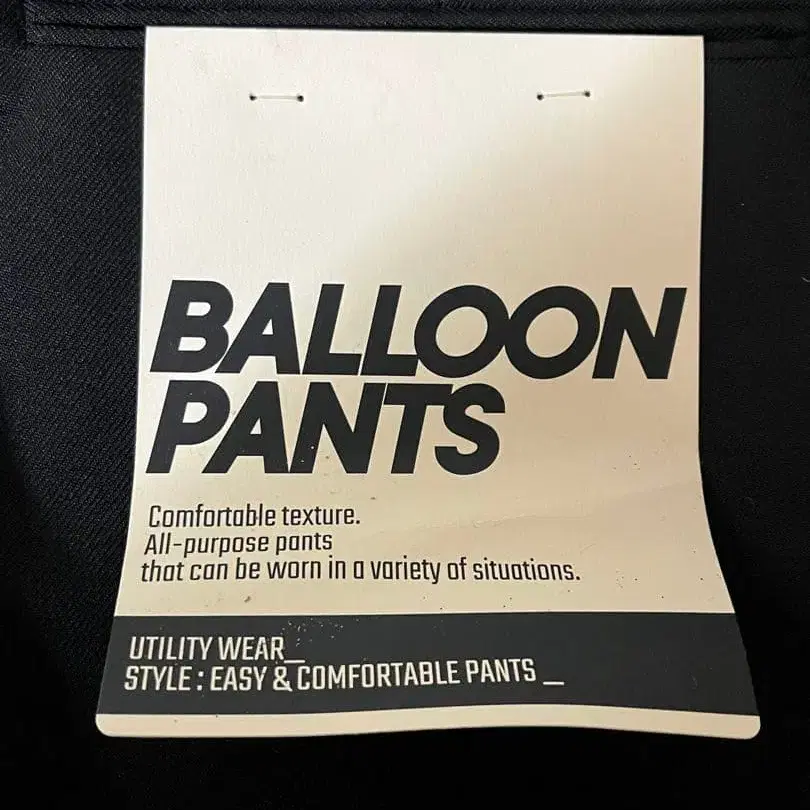 BALLOON
PANTS
Comfortable texture.
All-purpose pants
that can be worn in a variety of situations.
UTILITY WEAR_
STYLE : EASY & COMFORTABLE PANTS _